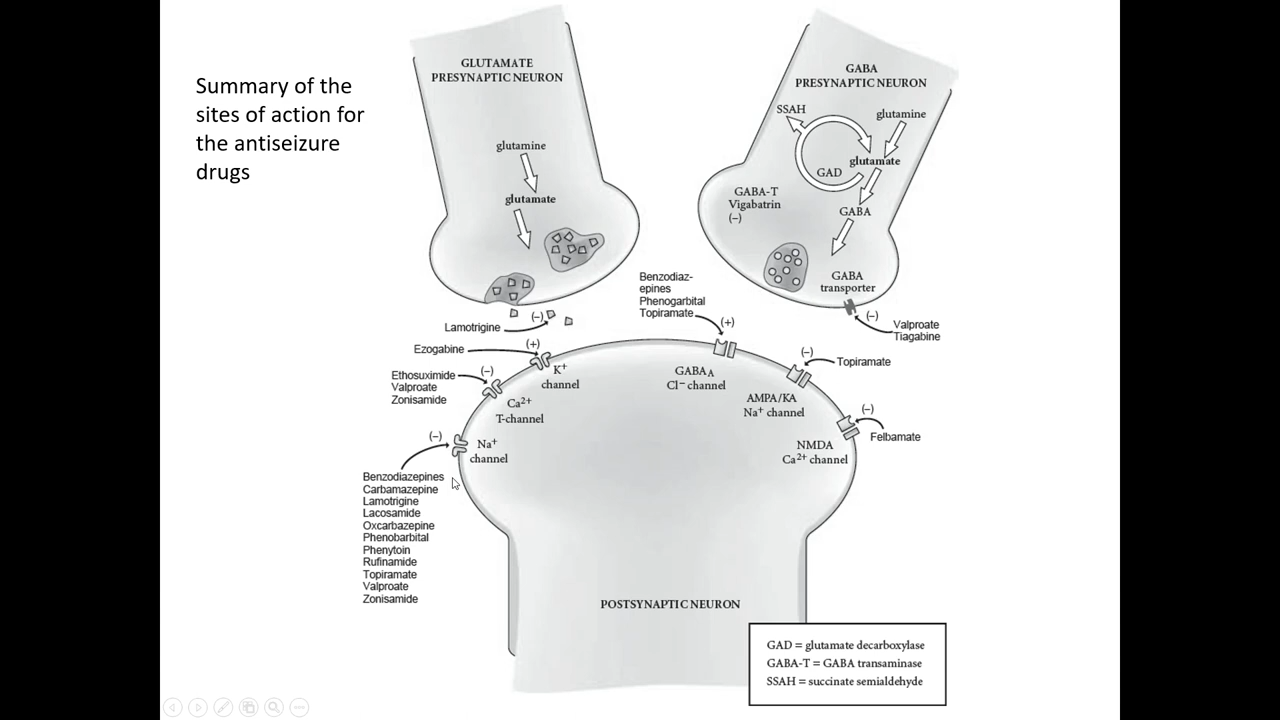 Summary of the
sites of action for
the antiseizure
drugs
GLUTAMATE
PRESYNAPTIC NEURON
glutamine
glutamate
GABA
PRESYNAPTIC NEURON
SSAH
glutamine
glutamate
GAD
GABA-T
Vigabatrin
(–)
GABA
GABA
transporter
(–)
Valproate
Tiagabine
Benzodiaz-
epines
Phenogarbital
Topiramate
(+)
Lamotrigine
(–)
Ezogabine
(+)
K+
channel
Ethosuximide
Valproate
Zonisamide
(–)
Ca2+
T-channel
(–)
Na+
channel
Benzodiazepines
Carbamazepine
Lamotrigine
Lacosamide
Oxcarbazepine
Phenobarbital
Phenytoin
Rufinamide
Topiramate
Valproate
Zonisamide
GABAA
Cl– channel
(–)
Topiramate
AMPA/KA
Na+ channel
(–)
Felbamate
NMDA
Ca2+ channel
POSTSYNAPTIC NEURON
GAD = glutamate decarboxylase
GABA-T = GABA transaminase
SSAH = succinate semialdehyde